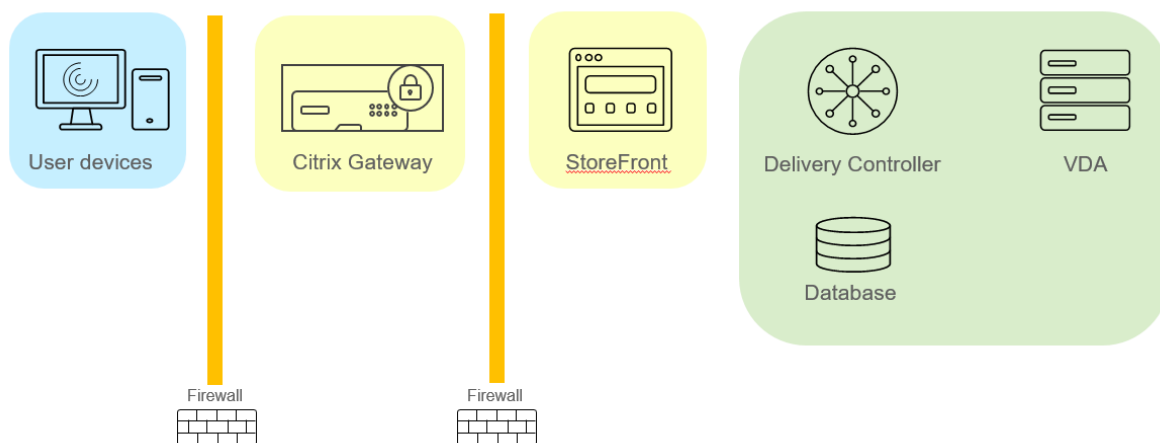 User devices
Citrix Gateway
StoreFront
Delivery Controller
VDA
Database
Firewall
Firewall